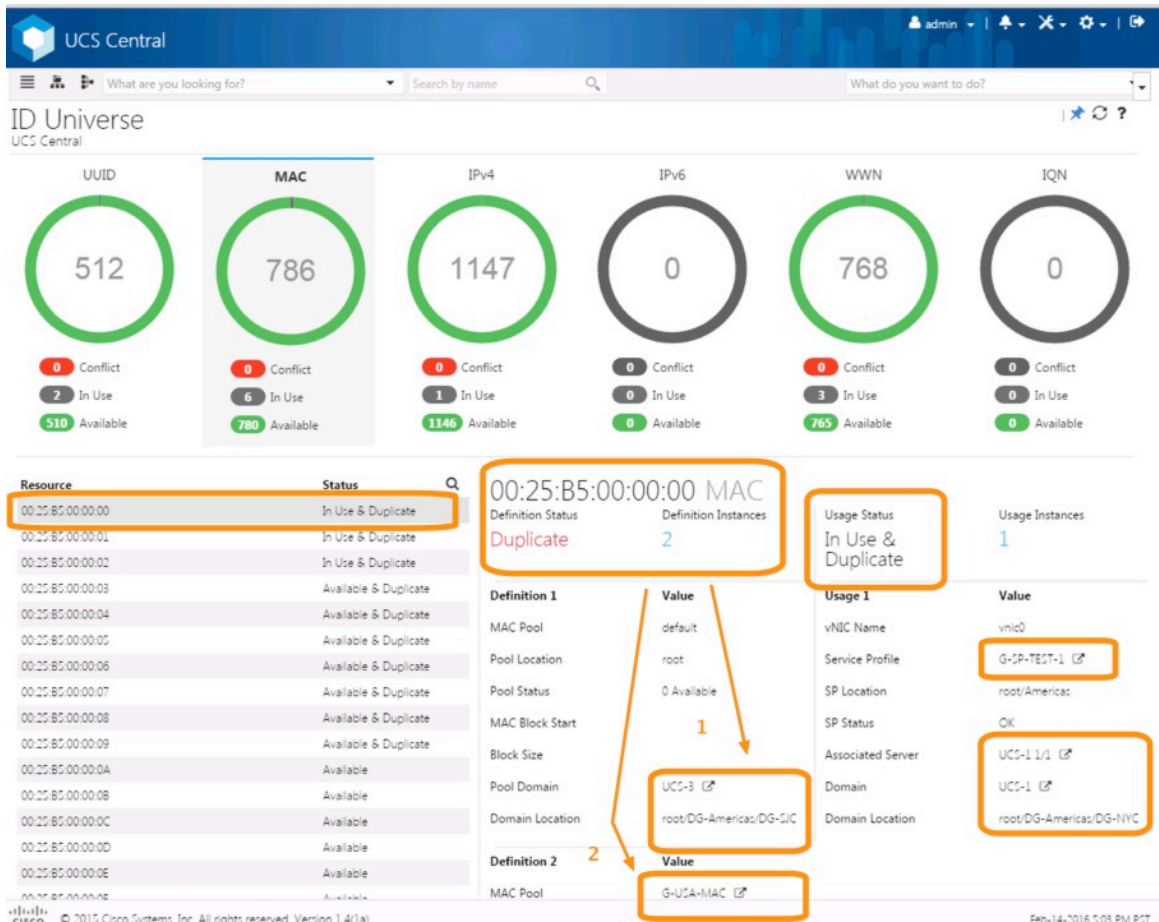 UCS Central
admin
What are you looking for?
Search by name
What do you want to do?
ID Universe
UCS Central
?
UUID
MAC
IPv4
IPv6
WWN
IQN
512
786
1147
0
768
0
0 Conflict
0 Conflict
0 Conflict
0 Conflict
0 Conflict
0 Conflict
2 In Use
6 In Use
1 In Use
0 In Use
3 In Use
0 In Use
510 Available
780 Available
1146 Available
0 Available
765 Available
0 Available
Resource Status
00:25:B5:00:00:00 In Use & Duplicate
00:25:B5:00:00:01 In Use & Duplicate
00:25:B5:00:00:02 In Use & Duplicate
00:25:B5:00:00:03 Available & Duplicate
00:25:B5:00:00:04 Available & Duplicate
00:25:B5:00:00:05 Available & Duplicate
00:25:B5:00:00:06 Available & Duplicate
00:25:B5:00:00:07 Available & Duplicate
00:25:B5:00:00:08 Available & Duplicate
00:25:B5:00:00:09 Available & Duplicate
00:25:B5:00:00:0A Available
00:25:B5:00:00:0B Available
00:25:B5:00:00:0C Available
00:25:B5:00:00:0D Available
00:25:B5:00:00:0E Available
00:25:B5:00:00:0F Available
00:25:B5:00:00:00 MAC
Definition Status Definition Instances
Duplicate 2
Definition 1 Value
MAC Pool default
Pool Location root
Pool Status 0 Available
MAC Block Start
Block Size
Pool Domain UCS-3
Domain Location root/DG-Americas/DG-SJC
1
2
Definition 2 Value
MAC Pool G-USA-MAC
Usage Status Usage Instances
In Use & 1
Duplicate
Usage 1 Value
vNIC Name vnic0
Service Profile G-SP-TEST-1
SP Location root/Americas
SP Status OK
Associated Server UCS-1 1/1
Domain UCS-1
Domain Location root/DG-Americas/DG-NYC
CISCO © 2015 Cisco Systems, Inc. All rights reserved. Version 1.4(1a)
Feb-14-2016 5:03 PM PST